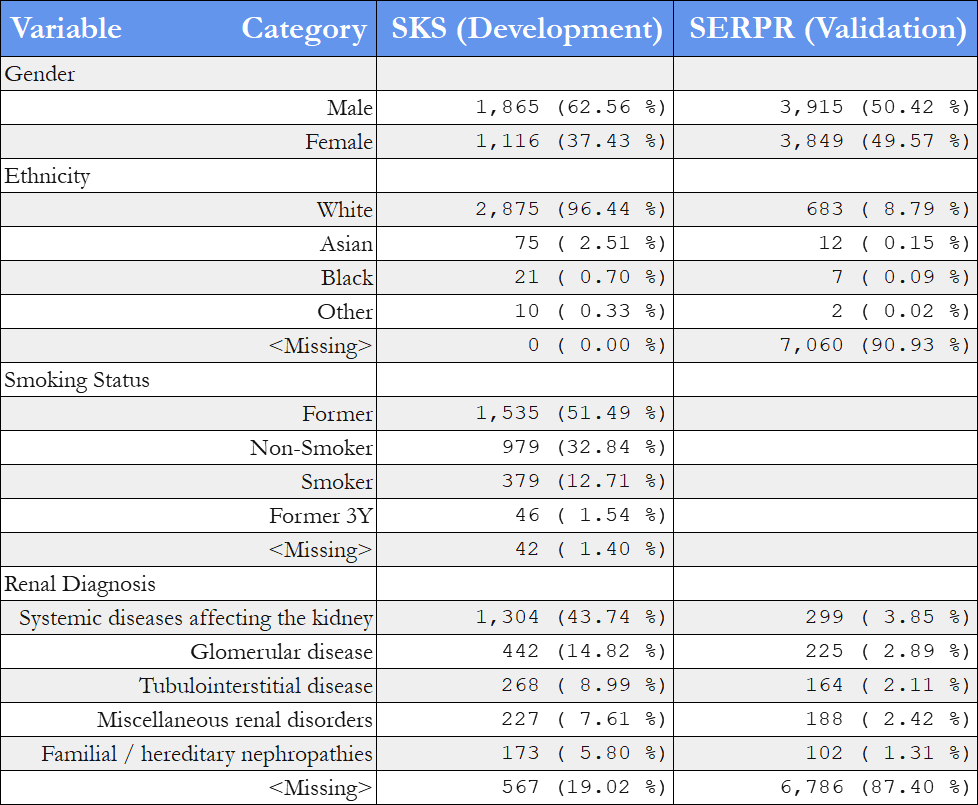 Variable Category SKS (Development) SERPR (Validation)
Gender
Male 1,865 (62.56 %) 3,915 (50.42 %)
Female 1,116 (37.43 %) 3,849 (49.57 %)
Ethnicity
White 2,875 (96.44 %) 683 ( 8.79 %)
Asian 75 ( 2.51 %) 12 ( 0.15 %)
Black 21 ( 0.70 %) 7 ( 0.09 %)
Other 10 ( 0.33 %) 2 ( 0.02 %)
<Missing> 0 ( 0.00 %) 7,060 (90.93 %)
Smoking Status
Former 1,535 (51.49 %)
Non-Smoker 979 (32.84 %)
Smoker 379 (12.71 %)
Former 3Y 46 ( 1.54 %)
<Missing> 42 ( 1.40 %)
Renal Diagnosis
Systemic diseases affecting the kidney 1,304 (43.74 %) 299 ( 3.85 %)
Glomerular disease 442 (14.82 %) 225 ( 2.89 %)
Tubulointerstitial disease 268 ( 8.99 %) 164 ( 2.11 %)
Miscellaneous renal disorders 227 ( 7.61 %) 188 ( 2.42 %)
Familial / hereditary nephropathies 173 ( 5.80 %) 102 ( 1.31 %)
<Missing> 567 (19.02 %) 6,786 (87.40 %)